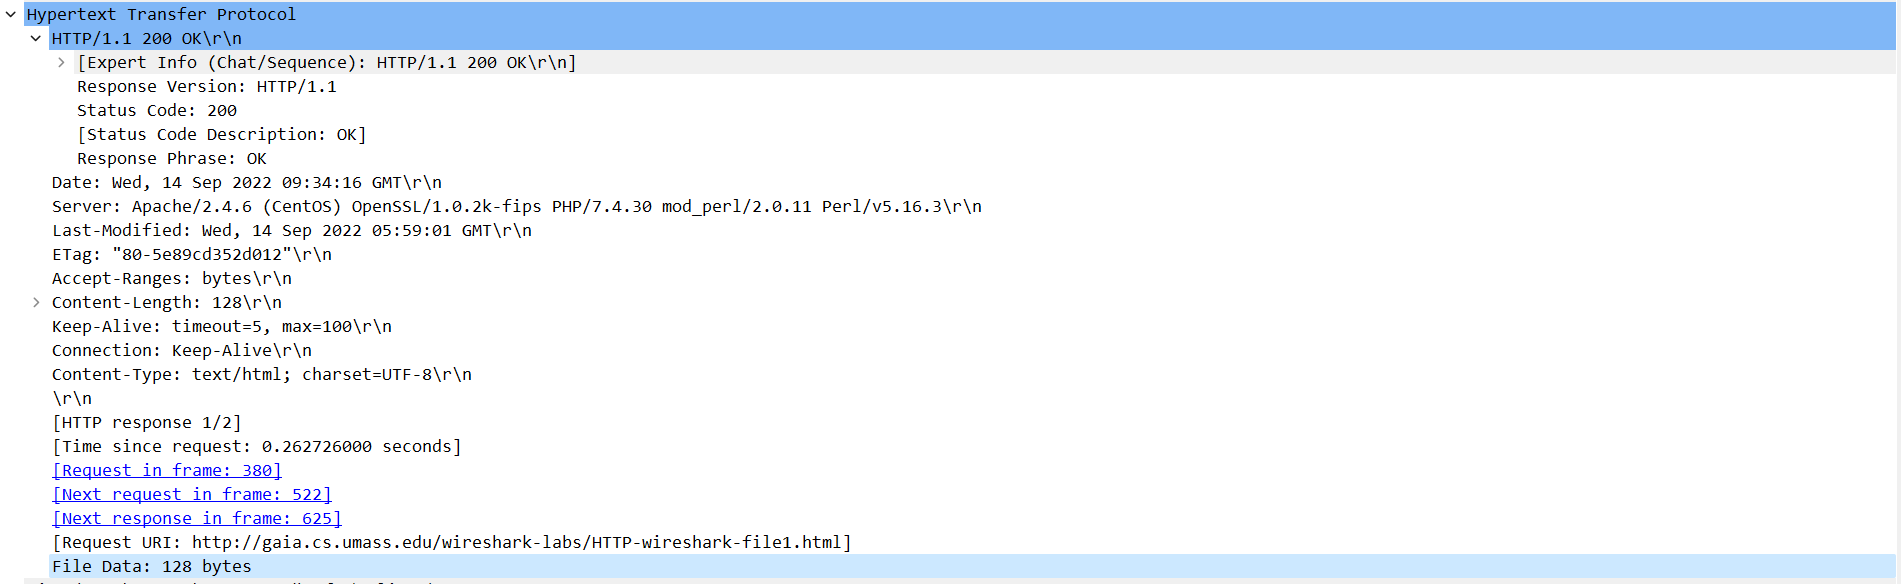 Hypertext Transfer Protocol
HTTP/1.1 200 OK\r\n
[Expert Info (Chat/Sequence): HTTP/1.1 200 OK\r\n]
Response Version: HTTP/1.1
Status Code: 200
[Status Code Description: OK]
Response Phrase: OK
Date: Wed, 14 Sep 2022 09:34:16 GMT\r\n
Server: Apache/2.4.6 (CentOS) OpenSSL/1.0.2k-fips PHP/7.4.30 mod_perl/2.0.11 Perl/v5.16.3\r\n
Last-Modified: Wed, 14 Sep 2022 05:59:01 GMT\r\n
ETag: "80-5e89cd352d012"\r\n
Accept-Ranges: bytes\r\n
Content-Length: 128\r\n
Keep-Alive: timeout=5, max=100\r\n
Connection: Keep-Alive\r\n
Content-Type: text/html; charset=UTF-8\r\n
\r\n
[HTTP response 1/2]
[Time since request: 0.262726000 seconds]
[Request in frame: 380]
[Next request in frame: 522]
[Next response in frame: 625]
[Request URI: http://gaia.cs.umass.edu/wireshark-labs/HTTP-wireshark-file1.html]
File Data: 128 bytes